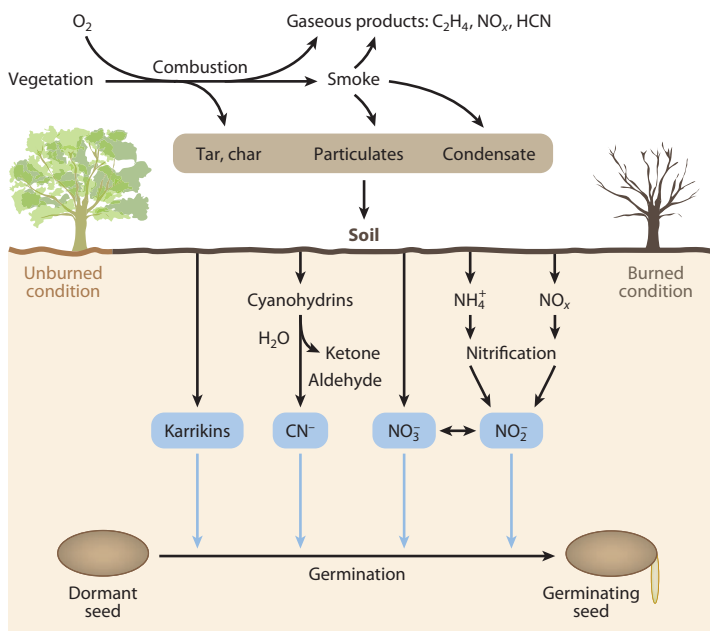 O₂
Gaseous products: C₂H₄, NOₓ, HCN
Combustion
Vegetation
Smoke
Tar, char
Particulates
Condensate
Soil
Unburned
condition
Burned
condition
Cyanohydrins
NH₄⁺
NOₓ
H₂O
Ketone
Aldehyde
Nitrification
Karrikins
CN⁻
NO₃⁻
NO₂⁻
Germination
Dormant
seed
Germinating
seed